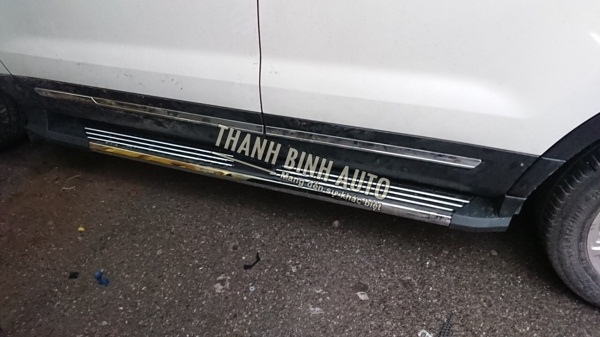 THANH BINH AUTO
Mang đến sự khác biệt